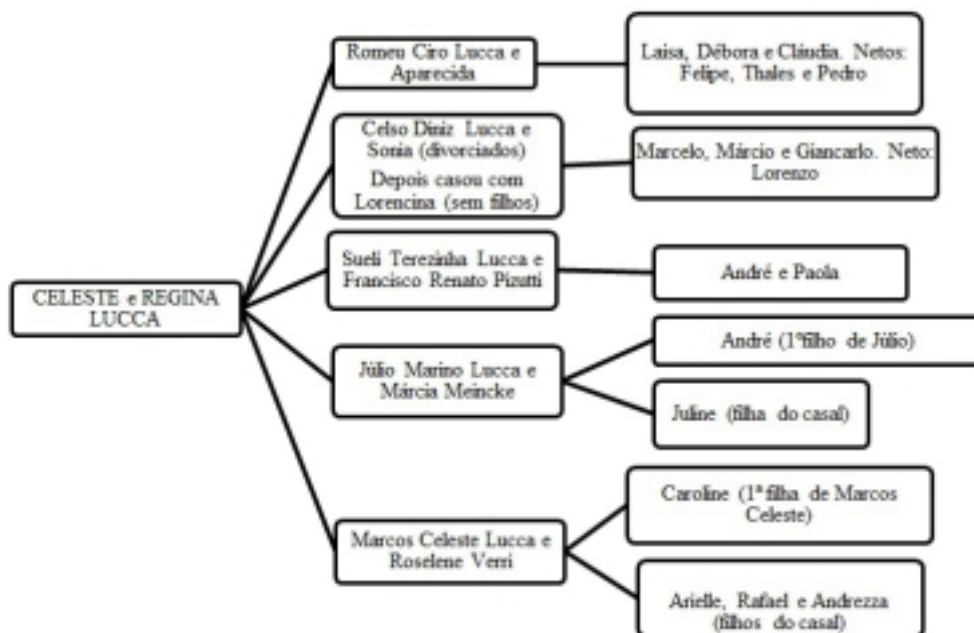 CELESTE e REGINA
LUCCA
Romeu Ciro Lucca e
Aparecida
Laisa, Débora e Cláudia. Netos:
Felipe, Thales e Pedro
Celso Diniz Lucca e
Sonia (divorciados)
Depois casou com
Lorencina (sem filhos)
Marcelo, Márcio e Giancarlo. Neto:
Lorenzo
Sueli Terezinha Lucca e
Francisco Renato Pizutti
André e Paola
Júlio Marino Lucca e
Márcia Meincke
André (1ºfilho de Júlio)
Juline (filha do casal)
Marcos Celeste Lucca e
Roselene Verri
Caroline (1ª filha de Marcos
Celeste)
Arielle, Rafael e Andrezza
(filhos do casal)